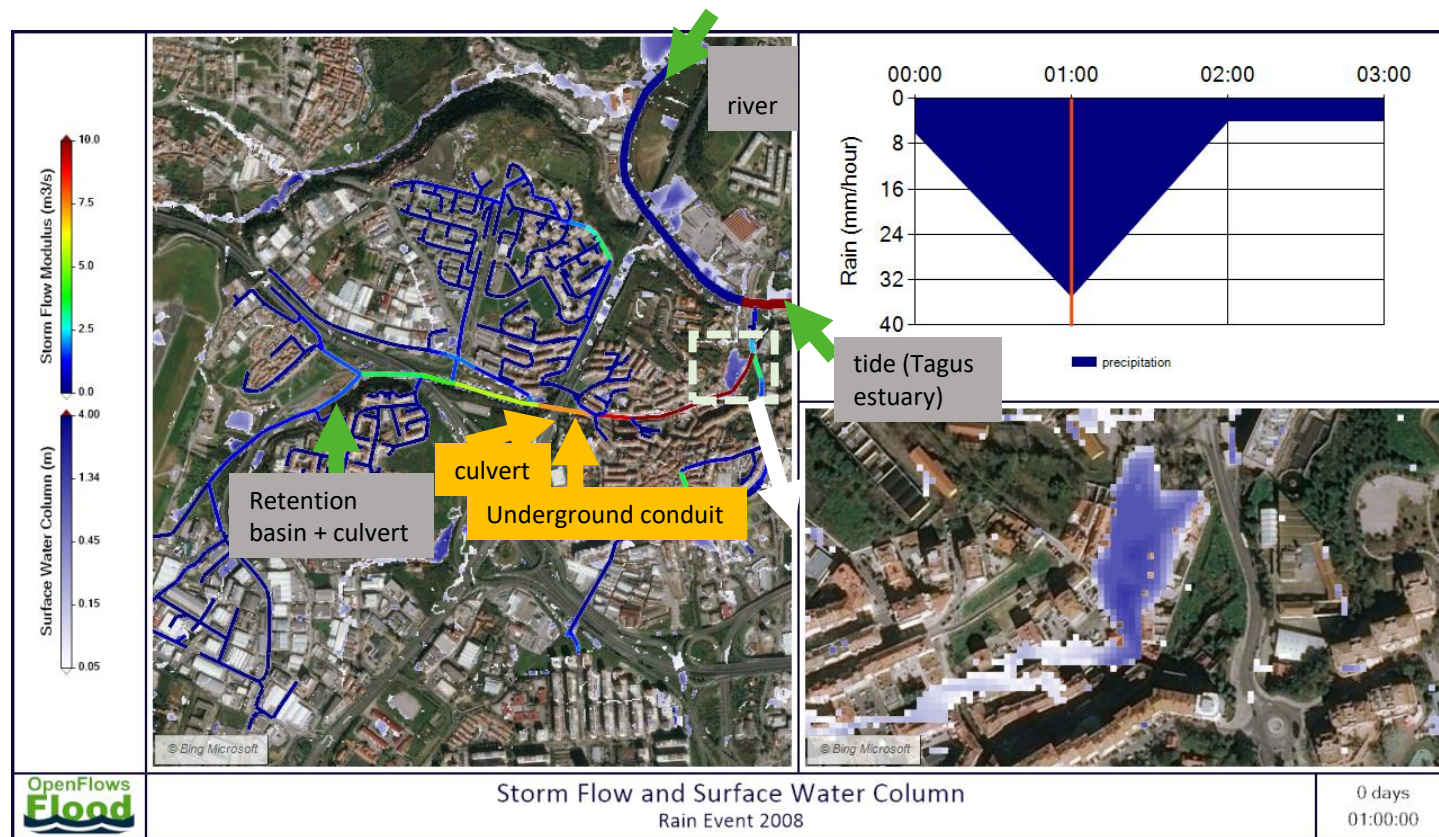 Storm Flow Modulus (m3/s)
10.0
7.5
5.0
2.5
0.0
Surface Water Column (m)
4.00
1.34
0.45
0.15
0.05
river
tide (Tagus
estuary)
culvert
Underground conduit
Retention
basin + culvert
© Bing Microsoft
00:00 01:00 02:00 03:00
Rain (mm/hour)
0
8
16
24
32
40
precipitation
© Bing Microsoft
OpenFlows
Flood
Storm Flow and Surface Water Column
Rain Event 2008
0 days
01:00:00